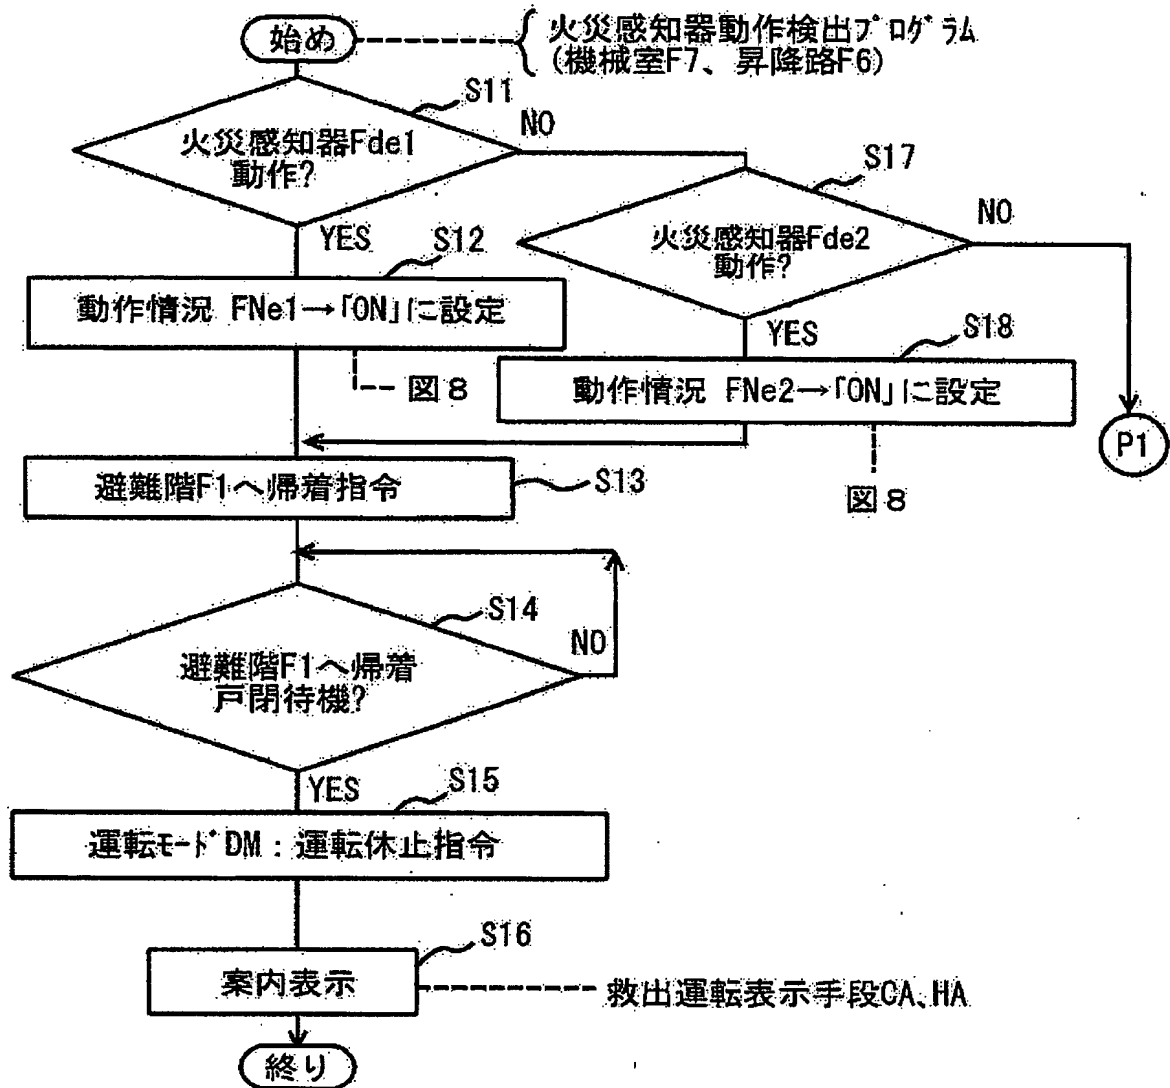 始め
火災感知器動作検出プログラム
(機械室F7、昇降路F6)
S11
火災感知器Fde1
動作?
NO
S17
火災感知器Fde2
動作?
NO
YES
S12
動作情況 FNe1→「ON」に設定
図8
YES
S18
動作情況 FNe2→「ON」に設定
図8
P1
避難階F1へ帰着指令
S13
S14
避難階F1へ帰着
戸閉待機?
NO
YES
S15
運転モードDM:運転休止指令
S16
案内表示
救出運転表示手段CA、HA
終り